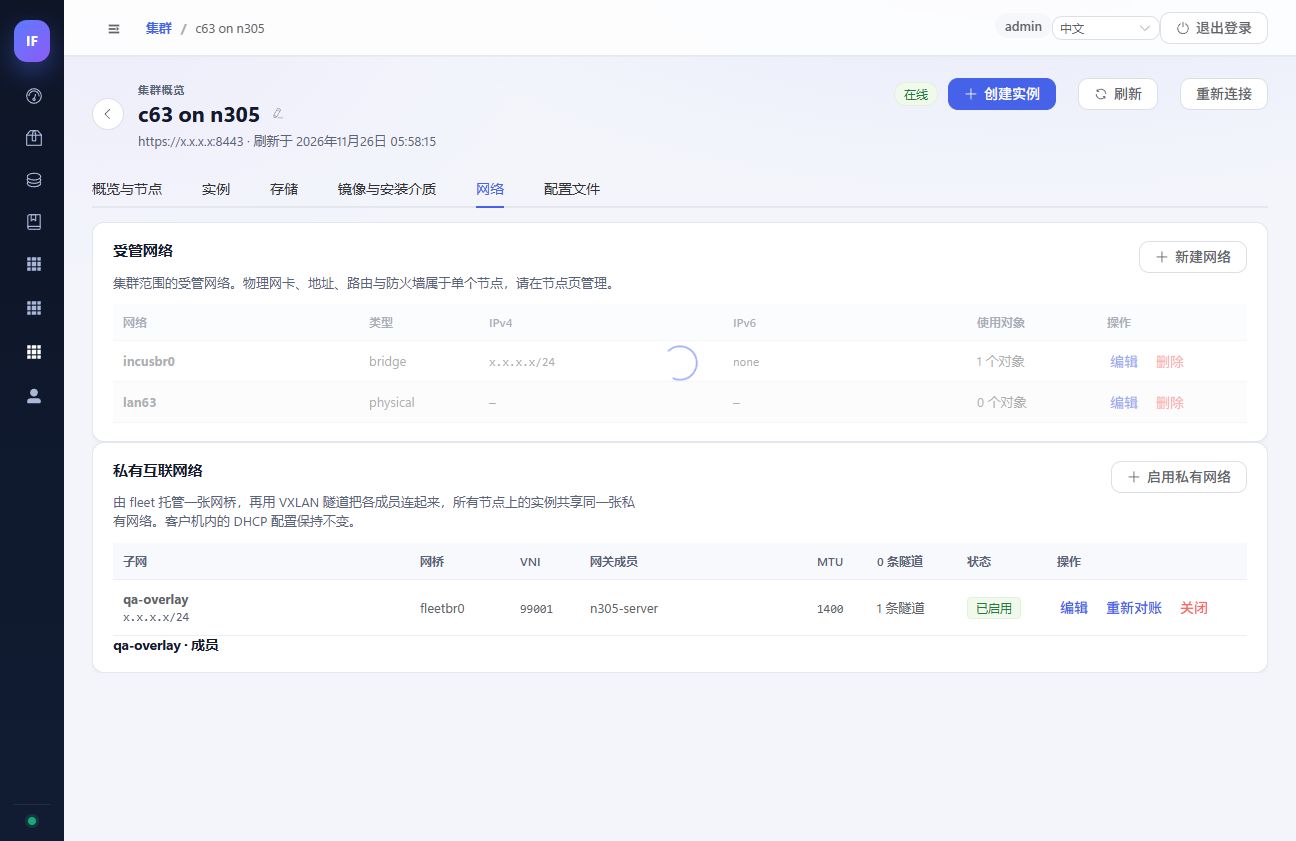 IF
集群 / c63 on n305
admin
中文
退出登录
集群概览
c63 on n305
https://x.x.x.x:8443 · 刷新于 2026年11月26日 05:58:15
在线
创建实例
刷新
重新连接
概览与节点 实例 存储 镜像与安装介质 网络 配置文件
受管网络
新建网络
集群范围的受管网络。物理网卡、地址、路由与防火墙属于单个节点，请在节点页管理。
网络 类型 IPv4 IPv6 使用对象 操作
incusbr0 bridge x.x.x.x/24 none 1 个对象 编辑 删除
lan63 physical – – 0 个对象 编辑 删除
私有互联网络
启用私有网络
由 fleet 托管一张网桥，再用 VXLAN 隧道把各成员连起来，所有节点上的实例共享同一张私
有网络。客户机内的 DHCP 配置保持不变。
子网 网桥 VNI 网关成员 MTU 0 条隧道 状态 操作
qa-overlay
x.x.x.x/24
fleetbr0 99001 n305-server 1400 1 条隧道 已启用 编辑 重新对账 关闭
qa-overlay · 成员